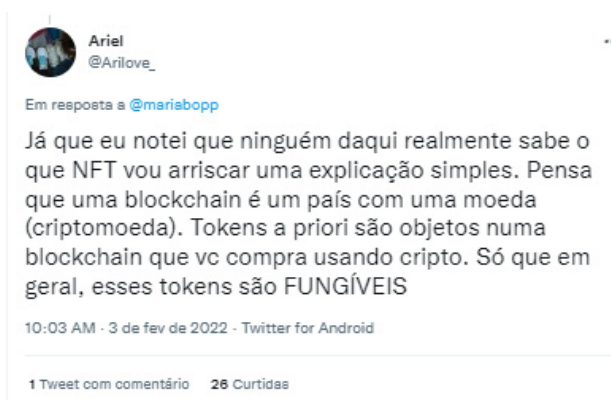 Ariel
@Arilove_
Em resposta a @mariabopp
Já que eu notei que ninguém daqui realmente sabe o
que NFT vou arriscar uma explicação simples. Pensa
que uma blockchain é um país com uma moeda
(criptomoeda). Tokens a priori são objetos numa
blockchain que vc compra usando cripto. Só que em
geral, esses tokens são FUNGÍVEIS
10:03 AM · 3 de fev de 2022 · Twitter for Android
1 Tweet com comentário 26 Curtidas